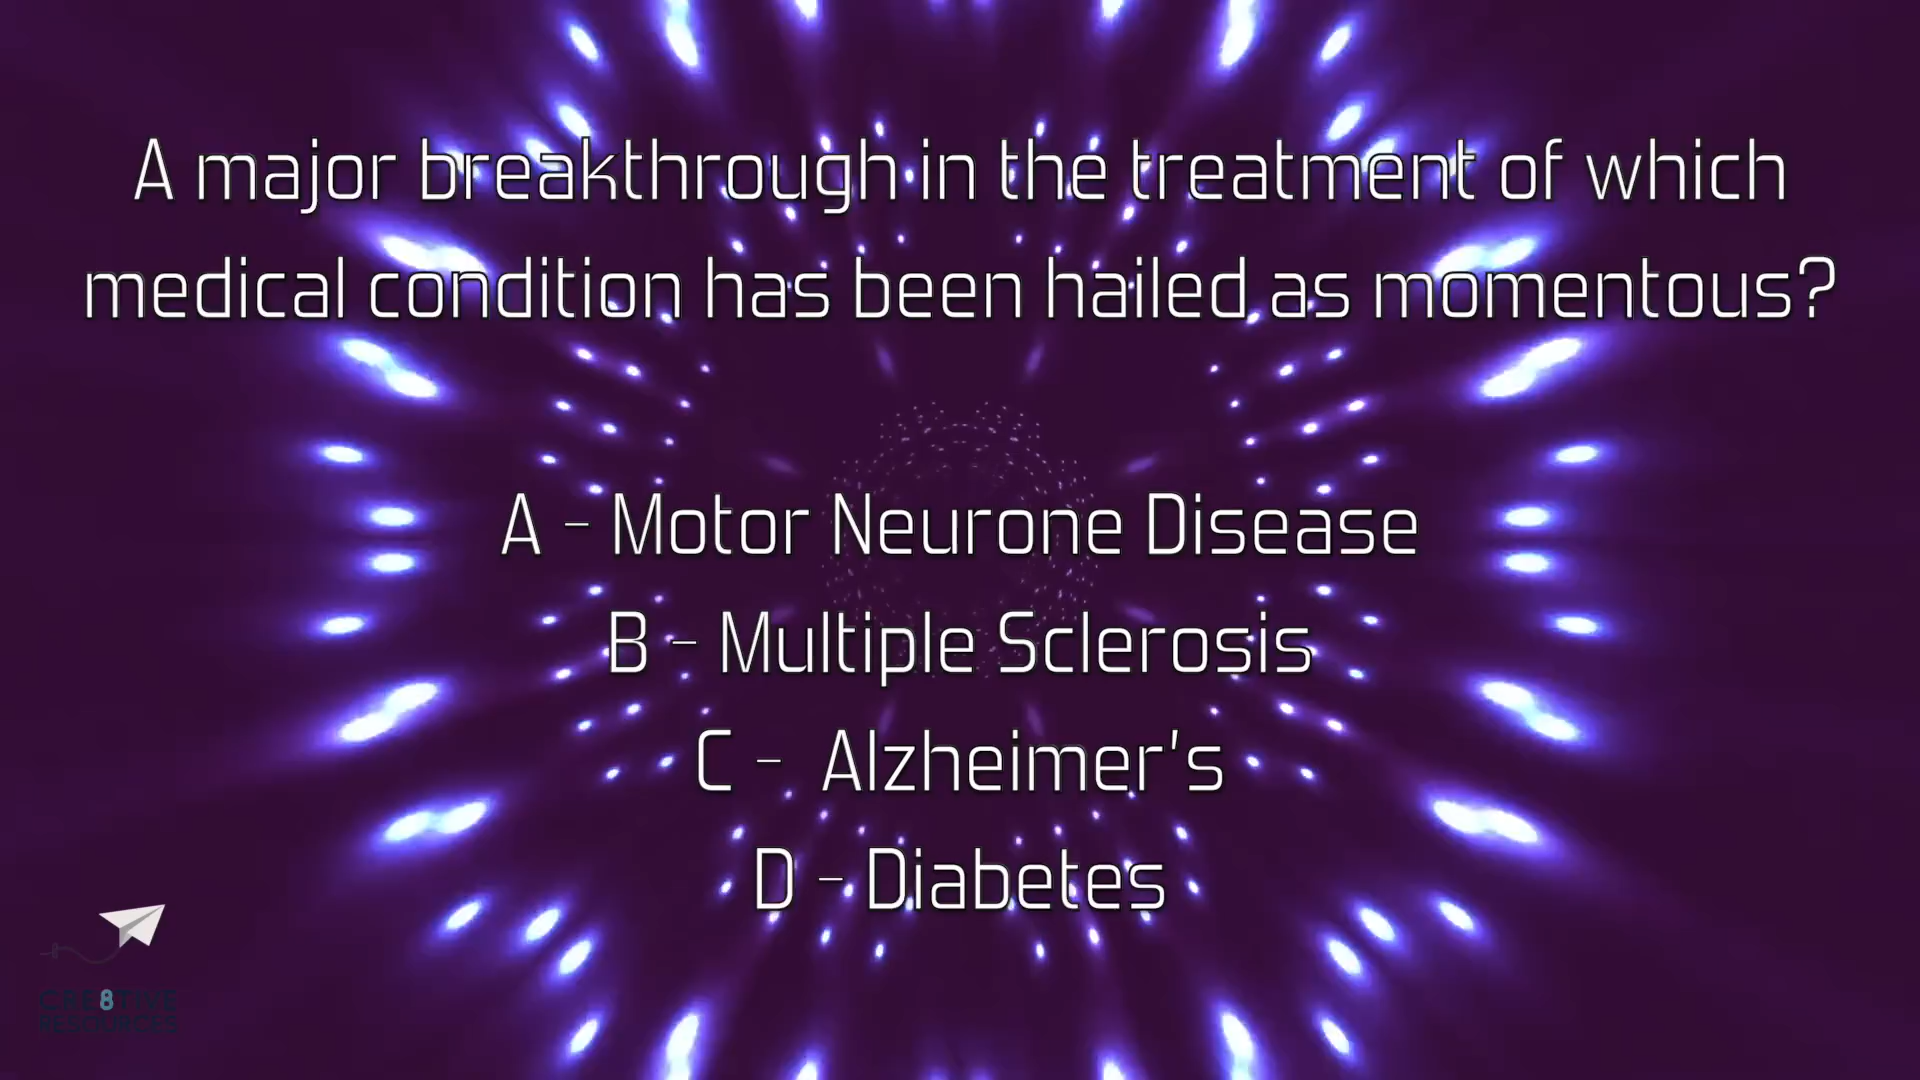 A major breakthrough in the treatment of which
medical condition has been hailed as momentous?
A - Motor Neurone Disease
B - Multiple Sclerosis
C - Alzheimer's
D - Diabetes
CRE8TIVE
RESOURCES